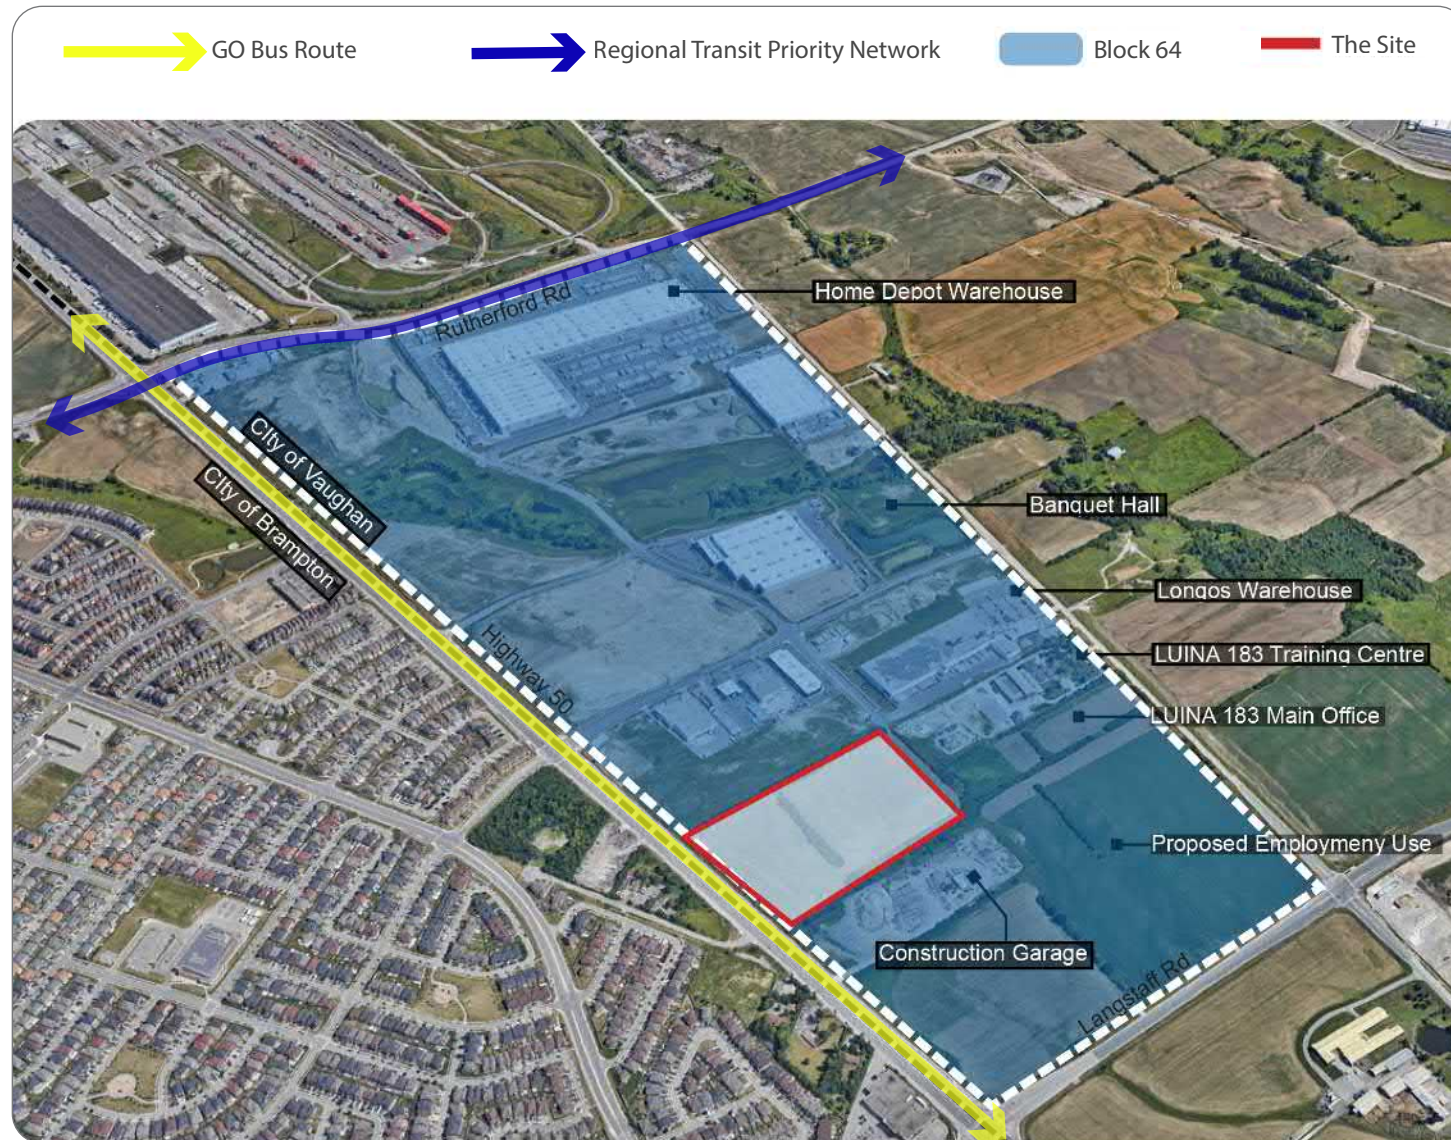 GO Bus Route
Regional Transit Priority Network
Block 64
The Site
Rutherford Rd
Home Depot Warehouse
CIty of Vaughan
CIty of Brampton
Banquet Hall
Highway 50
Longos Warehouse
LUINA 183 Training Centre
LUINA 183 Main Office
Proposed Employmeny Use
Construction Garage
Langstaff Rd